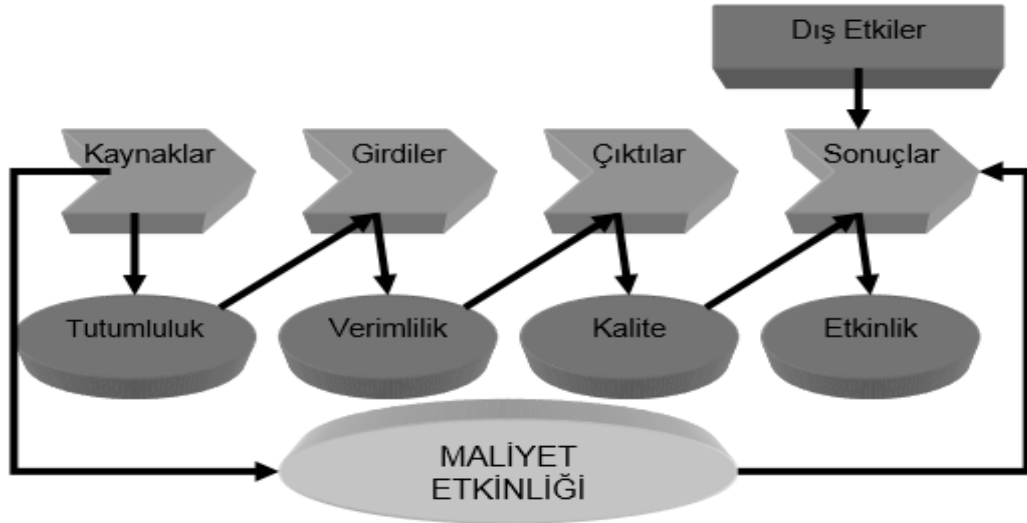 Dış Etkiler
Kaynaklar
Girdiler
Çıktılar
Sonuçlar
Tutumluluk
Verimlilik
Kalite
Etkinlik
MALİYET
ETKİNLİĞİ